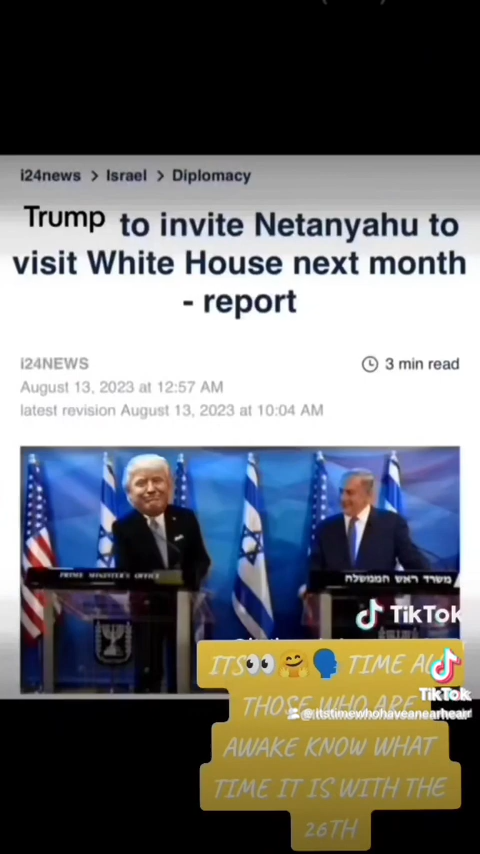 i24news > Israel > Diplomacy
Trump to invite Netanyahu to
visit White House next month
- report
i24NEWS
3 min read
August 13, 2023 at 12:57 AM
latest revision August 13, 2023 at 10:04 AM
PRIME MINISTER'S OFFICE
משרד ראש הממשלה
TikTok
ITS👀🤗🗣 TIME
TikTok
THOSE WHO ARE
@itstimewhohaveanearhear
AWAKE KNOW WHAT
TIME IT IS WITH THE
26TH